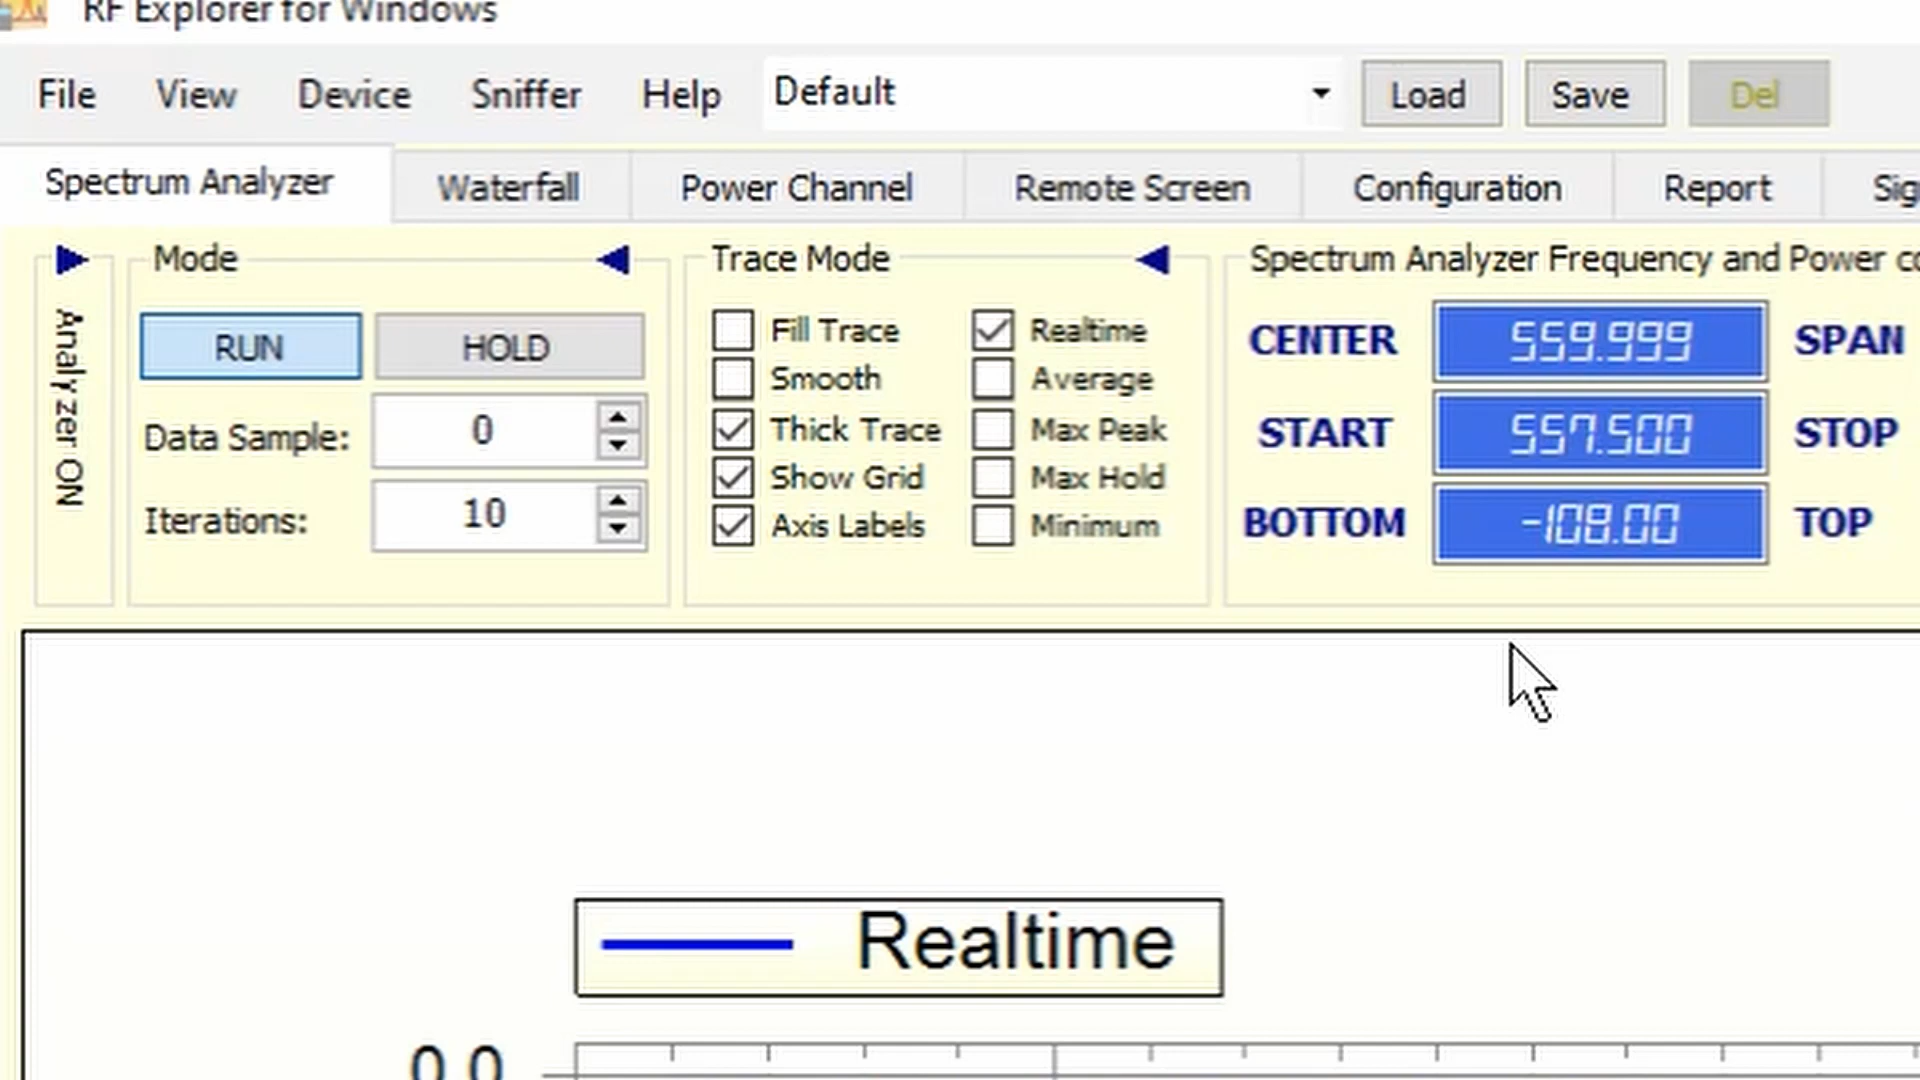 RF Explorer for Windows
File View Device Sniffer Help Default Load Save Del
Spectrum Analyzer Waterfall Power Channel Remote Screen Configuration Report
Analyzer ON
Mode
RUN HOLD
Data Sample: 0
Iterations: 10
Trace Mode
Fill Trace Realtime
Smooth Average
Thick Trace Max Peak
Show Grid Max Hold
Axis Labels Minimum
Spectrum Analyzer Frequency and Power
CENTER 559.999 SPAN
START 557.500 STOP
BOTTOM -108.00 TOP
Realtime
0.0